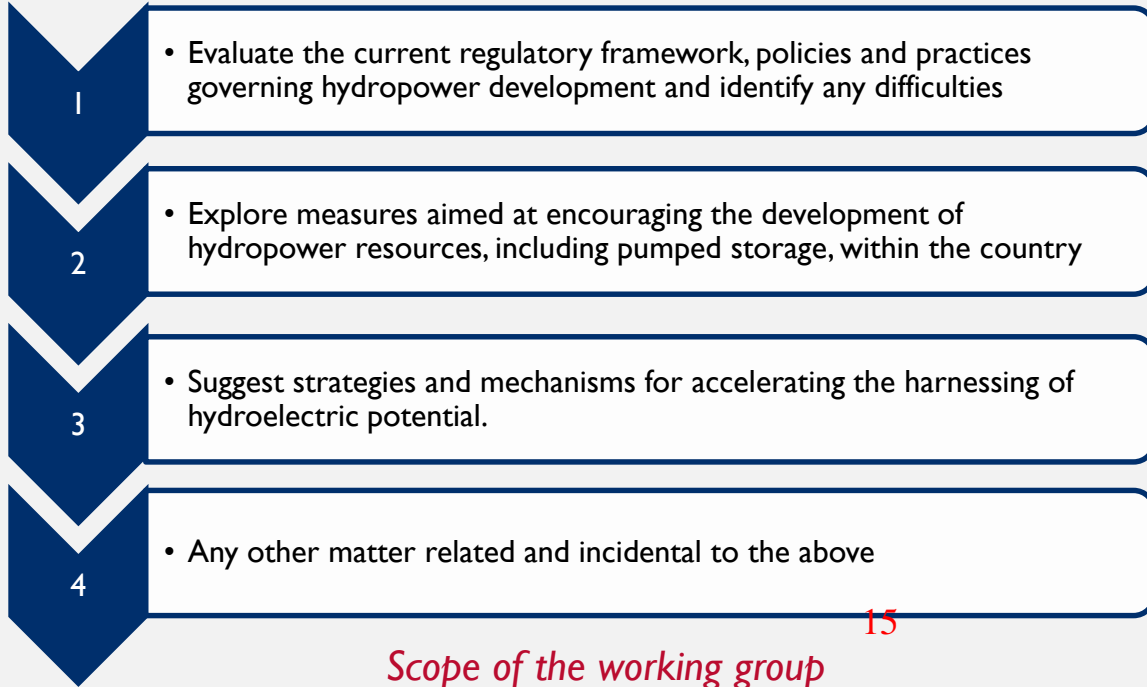 1
• Evaluate the current regulatory framework, policies and practices
governing hydropower development and identify any difficulties
2
• Explore measures aimed at encouraging the development of
hydropower resources, including pumped storage, within the country
3
• Suggest strategies and mechanisms for accelerating the harnessing of
hydroelectric potential.
4
• Any other matter related and incidental to the above
15
Scope of the working group